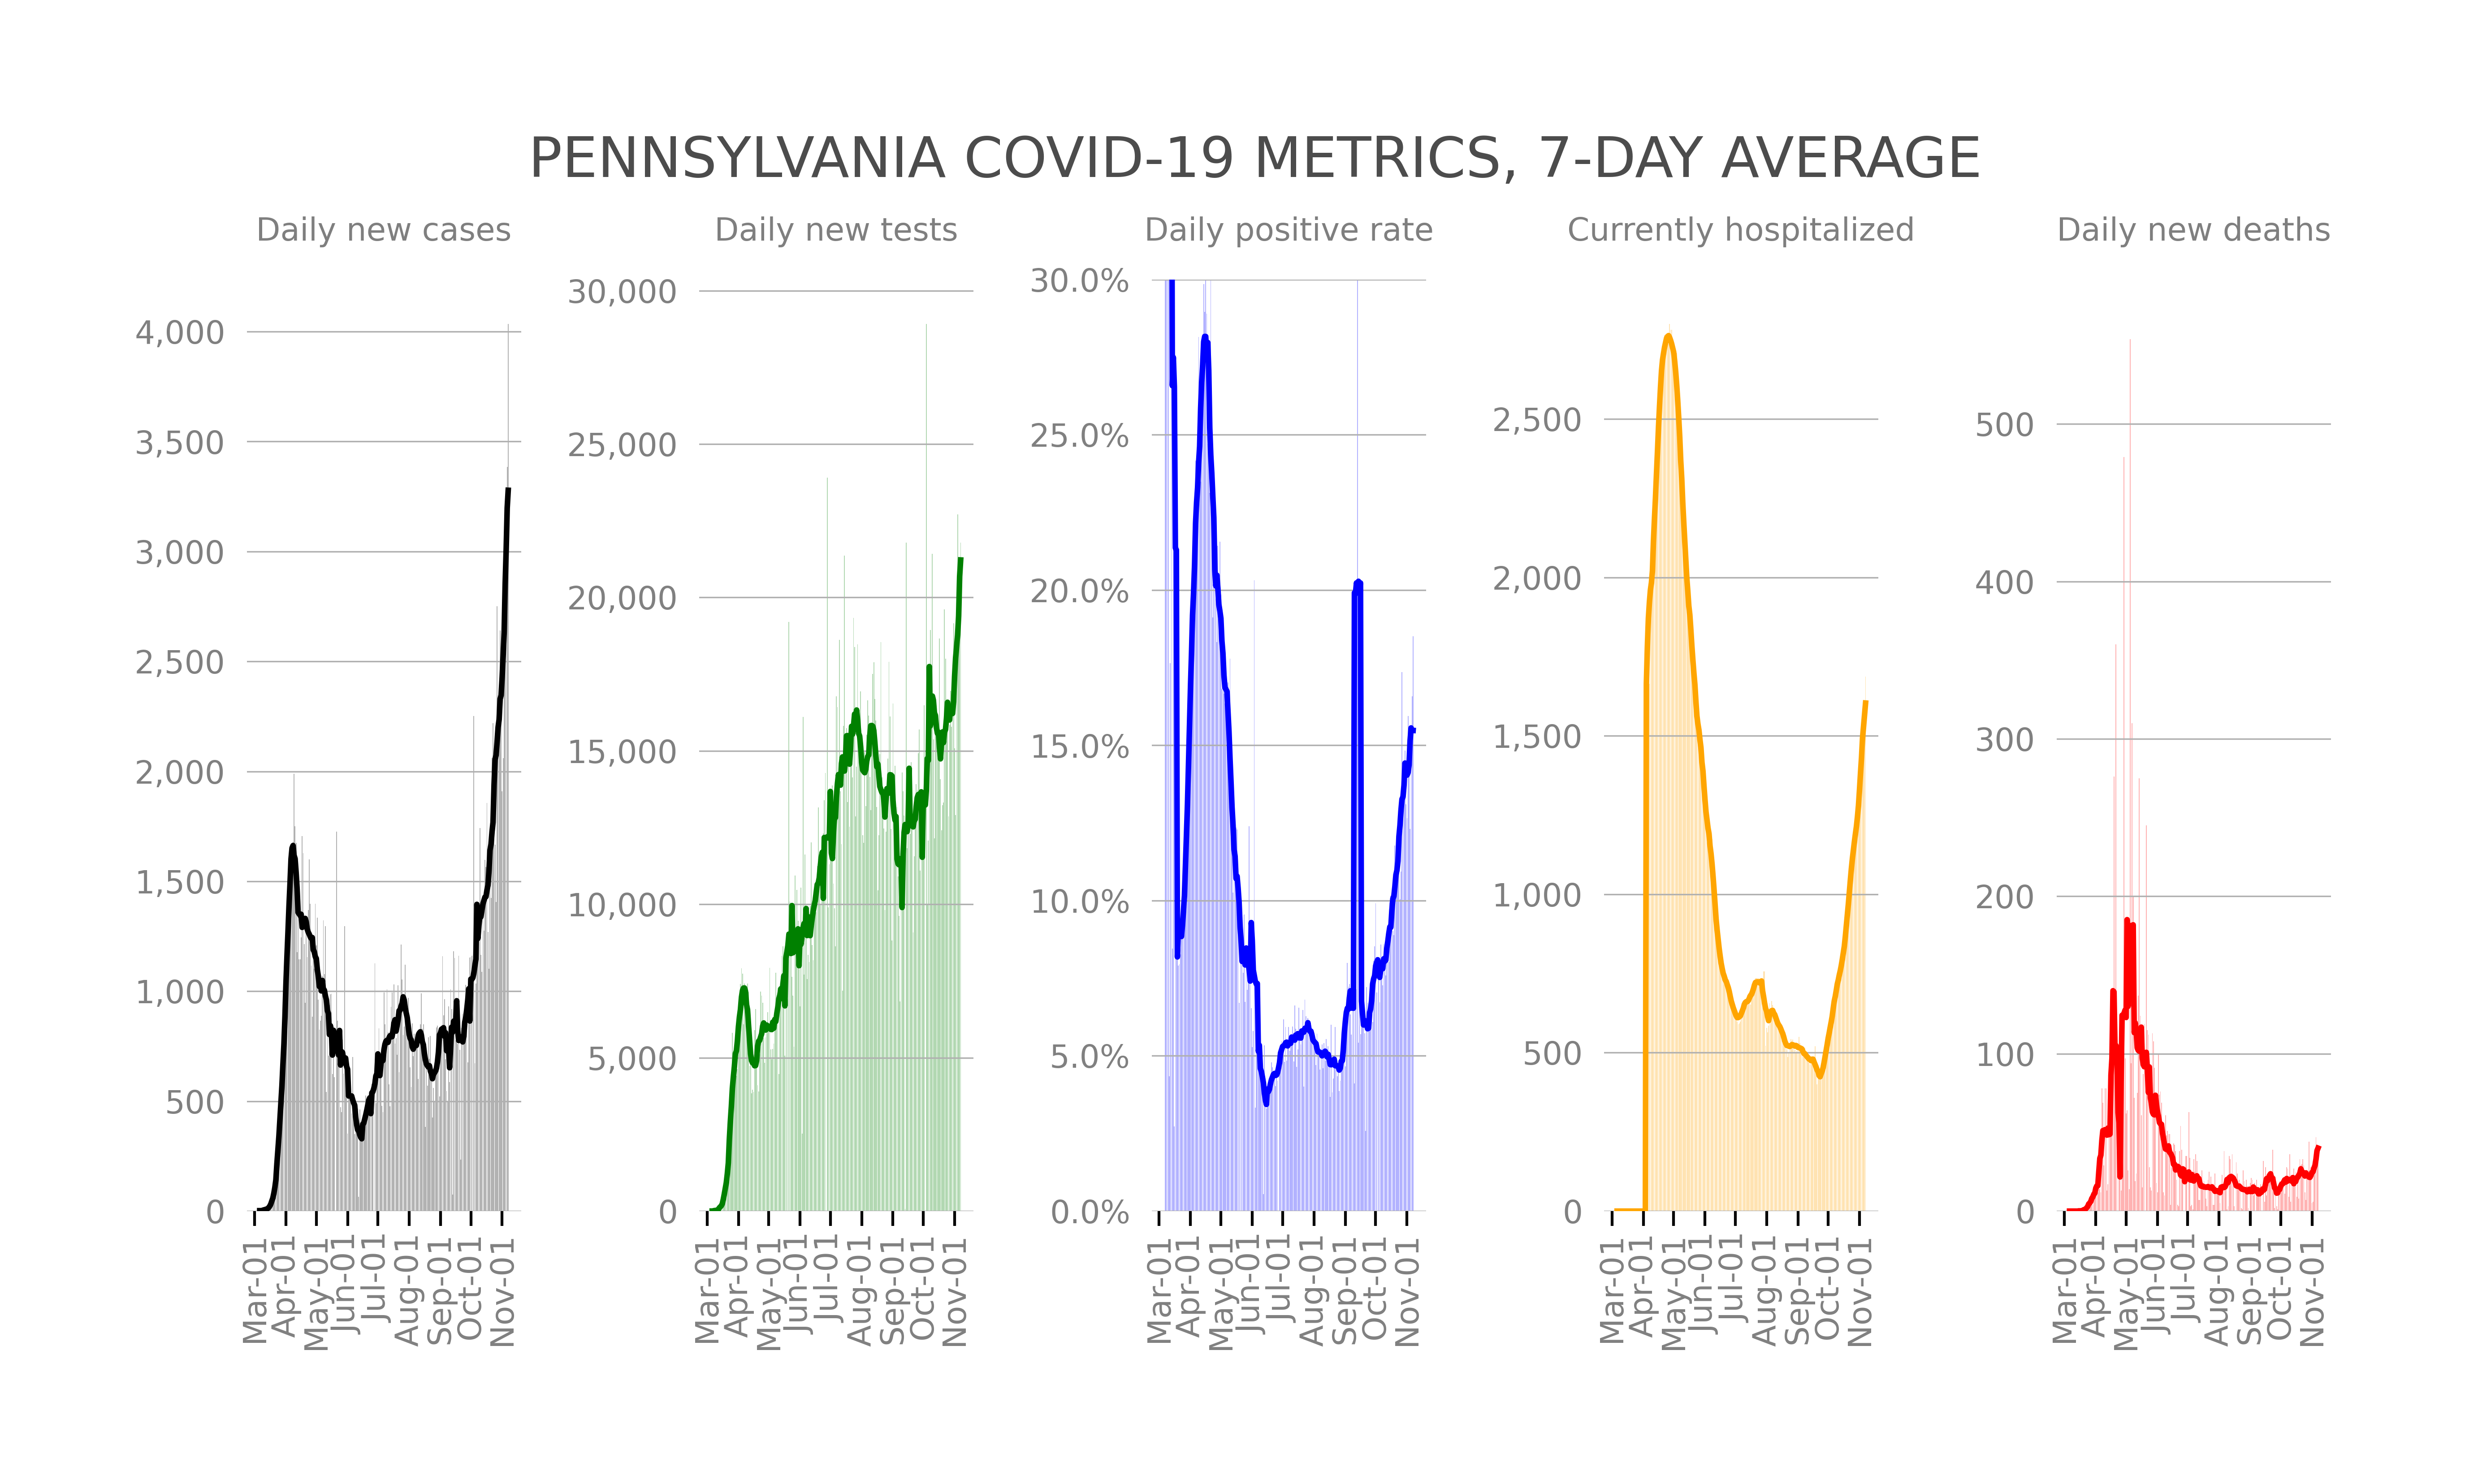 PENNSYLVANIA COVID-19 METRICS, 7-DAY AVERAGE
Daily new cases
4,000
3,500
3,000
2,500
2,000
1,500
1,000
500
0
Mar-01
Apr-01
May-01
Jun-01
Jul-01
Aug-01
Sep-01
Oct-01
Nov-01
Daily new tests
30,000
25,000
20,000
15,000
10,000
5,000
0
Mar-01
Apr-01
May-01
Jun-01
Jul-01
Aug-01
Sep-01
Oct-01
Nov-01
Daily positive rate
30.0%
25.0%
20.0%
15.0%
10.0%
5.0%
0.0%
Mar-01
Apr-01
May-01
Jun-01
Jul-01
Aug-01
Sep-01
Oct-01
Nov-01
Currently hospitalized
2,500
2,000
1,500
1,000
500
0
Mar-01
Apr-01
May-01
Jun-01
Jul-01
Aug-01
Sep-01
Oct-01
Nov-01
Daily new deaths
500
400
300
200
100
0
Mar-01
Apr-01
May-01
Jun-01
Jul-01
Aug-01
Sep-01
Oct-01
Nov-01